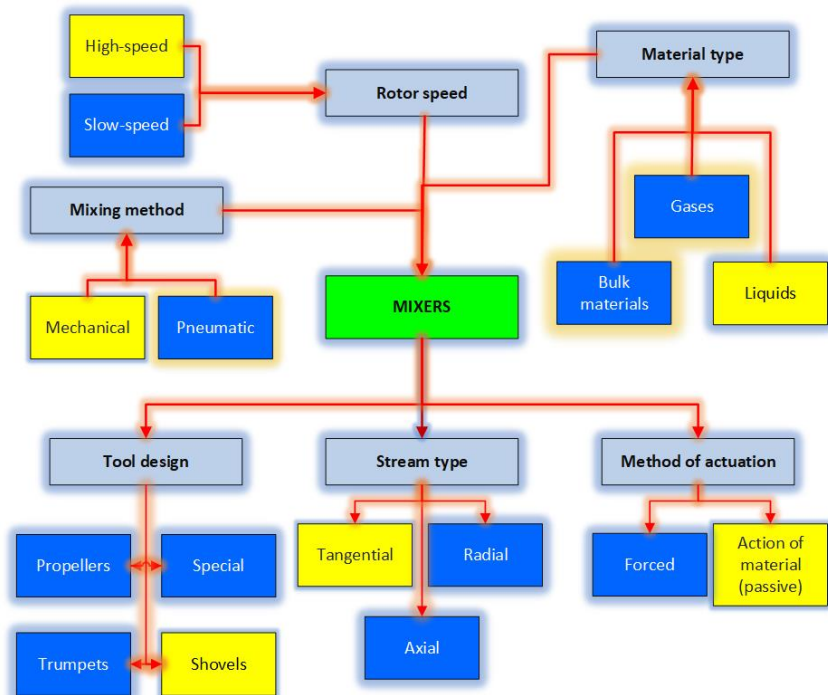 High-speed
Material type
Rotor speed
Slow-speed
Mixing method
Gases
MIXERS
Bulk
materials
Liquids
Mechanical
Pneumatic
Tool design
Stream type
Method of actuation
Propellers
Special
Tangential
Radial
Forced
Action of
material
(passive)
Trumpets
Shovels
Axial